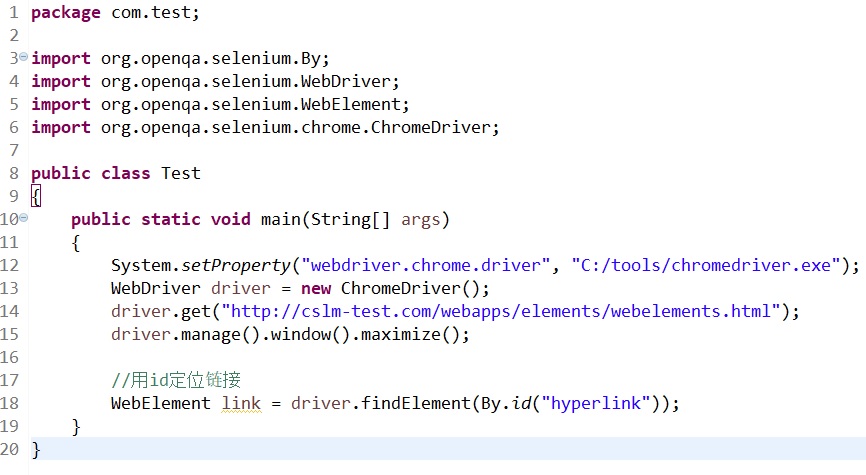 1 package com.test;
2
3 import org.openqa.selenium.By;
4 import org.openqa.selenium.WebDriver;
5 import org.openqa.selenium.WebElement;
6 import org.openqa.selenium.chrome.ChromeDriver;
7
8 public class Test
9 {
10     public static void main(String[] args)
11     {
12         System.setProperty("webdriver.chrome.driver", "C:/tools/chromedriver.exe");
13         WebDriver driver = new ChromeDriver();
14         driver.get("http://cslm-test.com/webapps/elements/webelements.html");
15         driver.manage().window().maximize();
16
17         //用id定位链接
18         WebElement link = driver.findElement(By.id("hyperlink"));
19     }
20 }